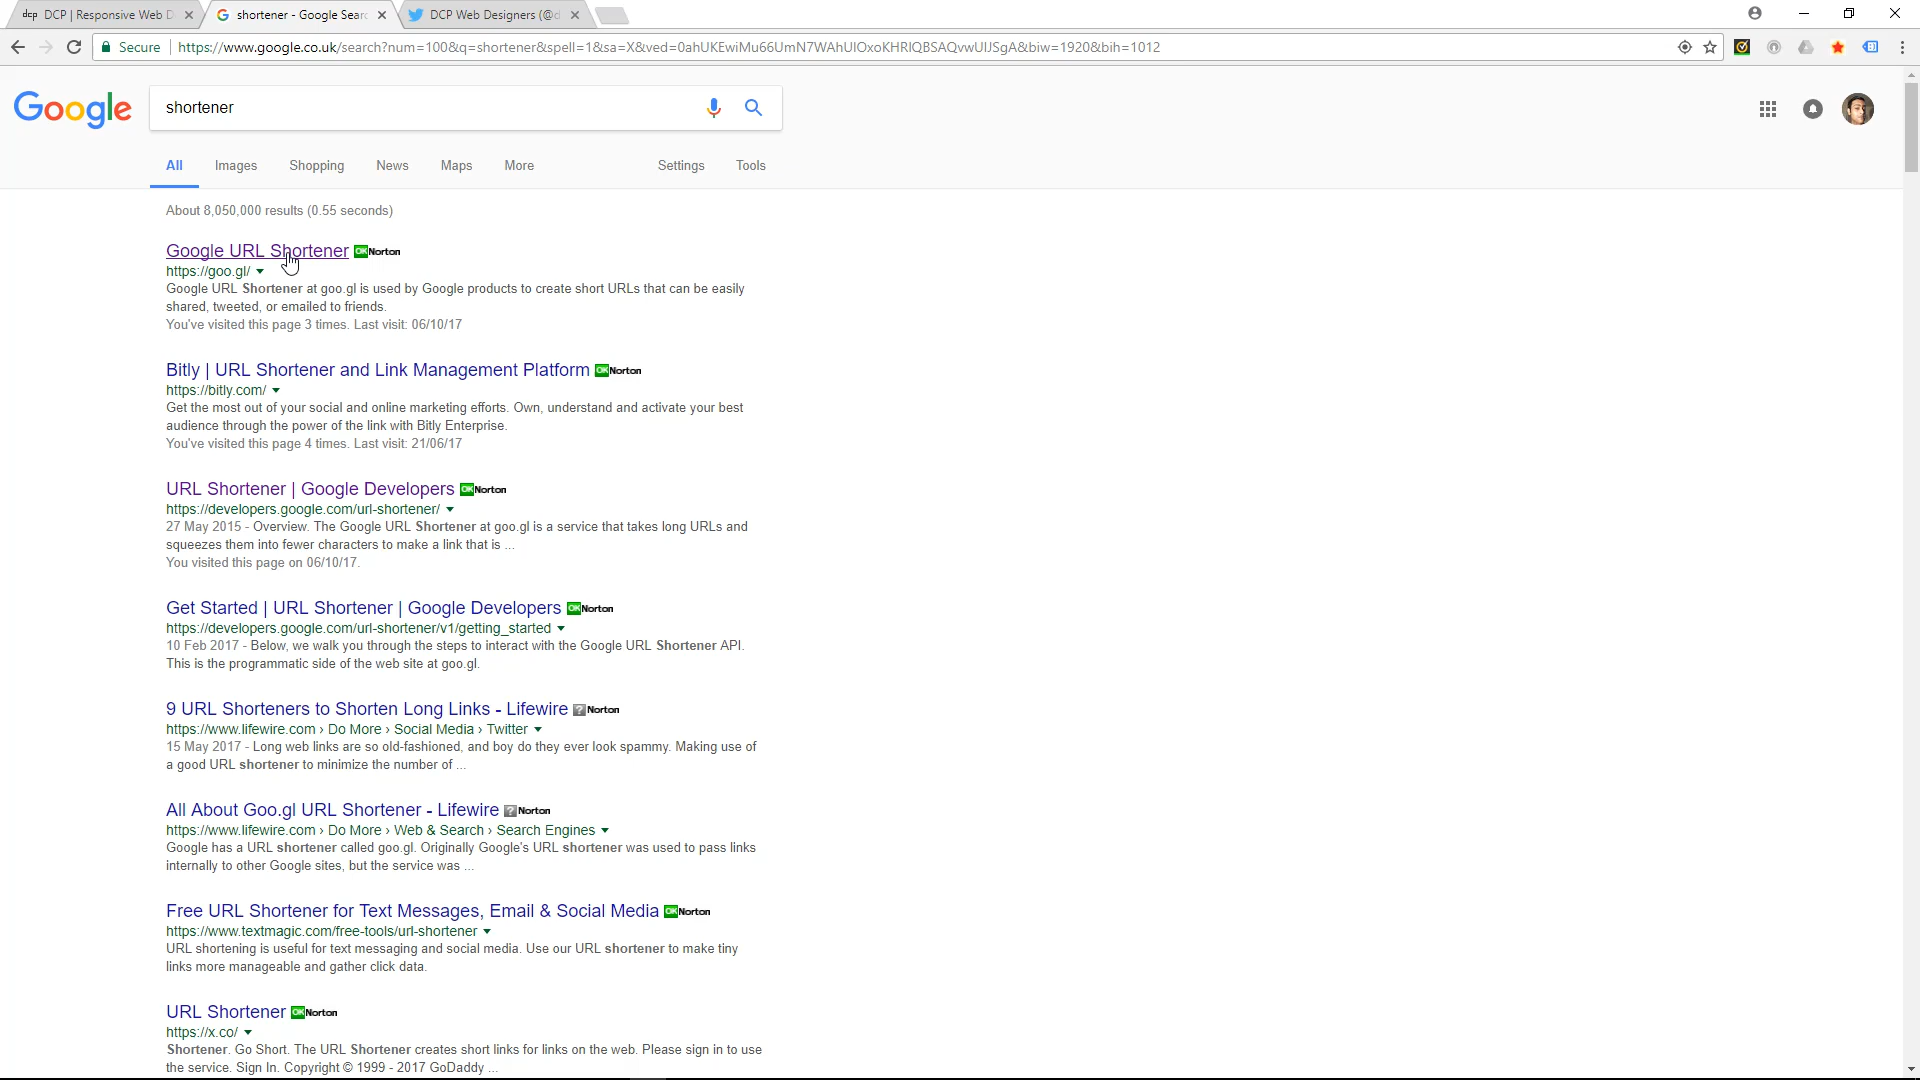 dcp DCP | Responsive Web D
shortener - Google Sear
DCP Web Designers (@d
Secure
https://www.google.co.uk/search?num=100&q=shortener&spell=1&sa=X&ved=0ahUKEwiMu66UmN7WAhUIOxoKHRIQBSAQvwUIJSgA&biw=1920&bih=1012
Google
shortener
All Images Shopping News Maps More Settings Tools
About 8,050,000 results (0.55 seconds)
Google URL Shortener OK Norton
https://goo.gl/
Google URL Shortener at goo.gl is used by Google products to create short URLs that can be easily
shared, tweeted, or emailed to friends.
You've visited this page 3 times. Last visit: 06/10/17
Bitly | URL Shortener and Link Management Platform OK Norton
https://bitly.com/
Get the most out of your social and online marketing efforts. Own, understand and activate your best
audience through the power of the link with Bitly Enterprise.
You've visited this page 4 times. Last visit: 21/06/17
URL Shortener | Google Developers OK Norton
https://developers.google.com/url-shortener/
27 May 2015 - Overview. The Google URL Shortener at goo.gl is a service that takes long URLs and
squeezes them into fewer characters to make a link that is ...
You visited this page on 06/10/17.
Get Started | URL Shortener | Google Developers OK Norton
https://developers.google.com/url-shortener/v1/getting_started
10 Feb 2017 - Below, we walk you through the steps to interact with the Google URL Shortener API.
This is the programmatic side of the web site at goo.gl.
9 URL Shorteners to Shorten Long Links - Lifewire ? Norton
https://www.lifewire.com › Do More › Social Media › Twitter
15 May 2017 - Long web links are so old-fashioned, and boy do they ever look spammy. Making use of
a good URL shortener to minimize the number of ...
All About Goo.gl URL Shortener - Lifewire ? Norton
https://www.lifewire.com › Do More › Web & Search › Search Engines
Google has a URL shortener called goo.gl. Originally Google's URL shortener was used to pass links
internally to other Google sites, but the service was ...
Free URL Shortener for Text Messages, Email & Social Media OK Norton
https://www.textmagic.com/free-tools/url-shortener
URL shortening is useful for text messaging and social media. Use our URL shortener to make tiny
links more manageable and gather click data.
URL Shortener OK Norton
https://x.co/
Shortener. Go Short. The URL Shortener creates short links for links on the web. Please sign in to use
the service. Sign In. Copyright © 1999 - 2017 GoDaddy ...